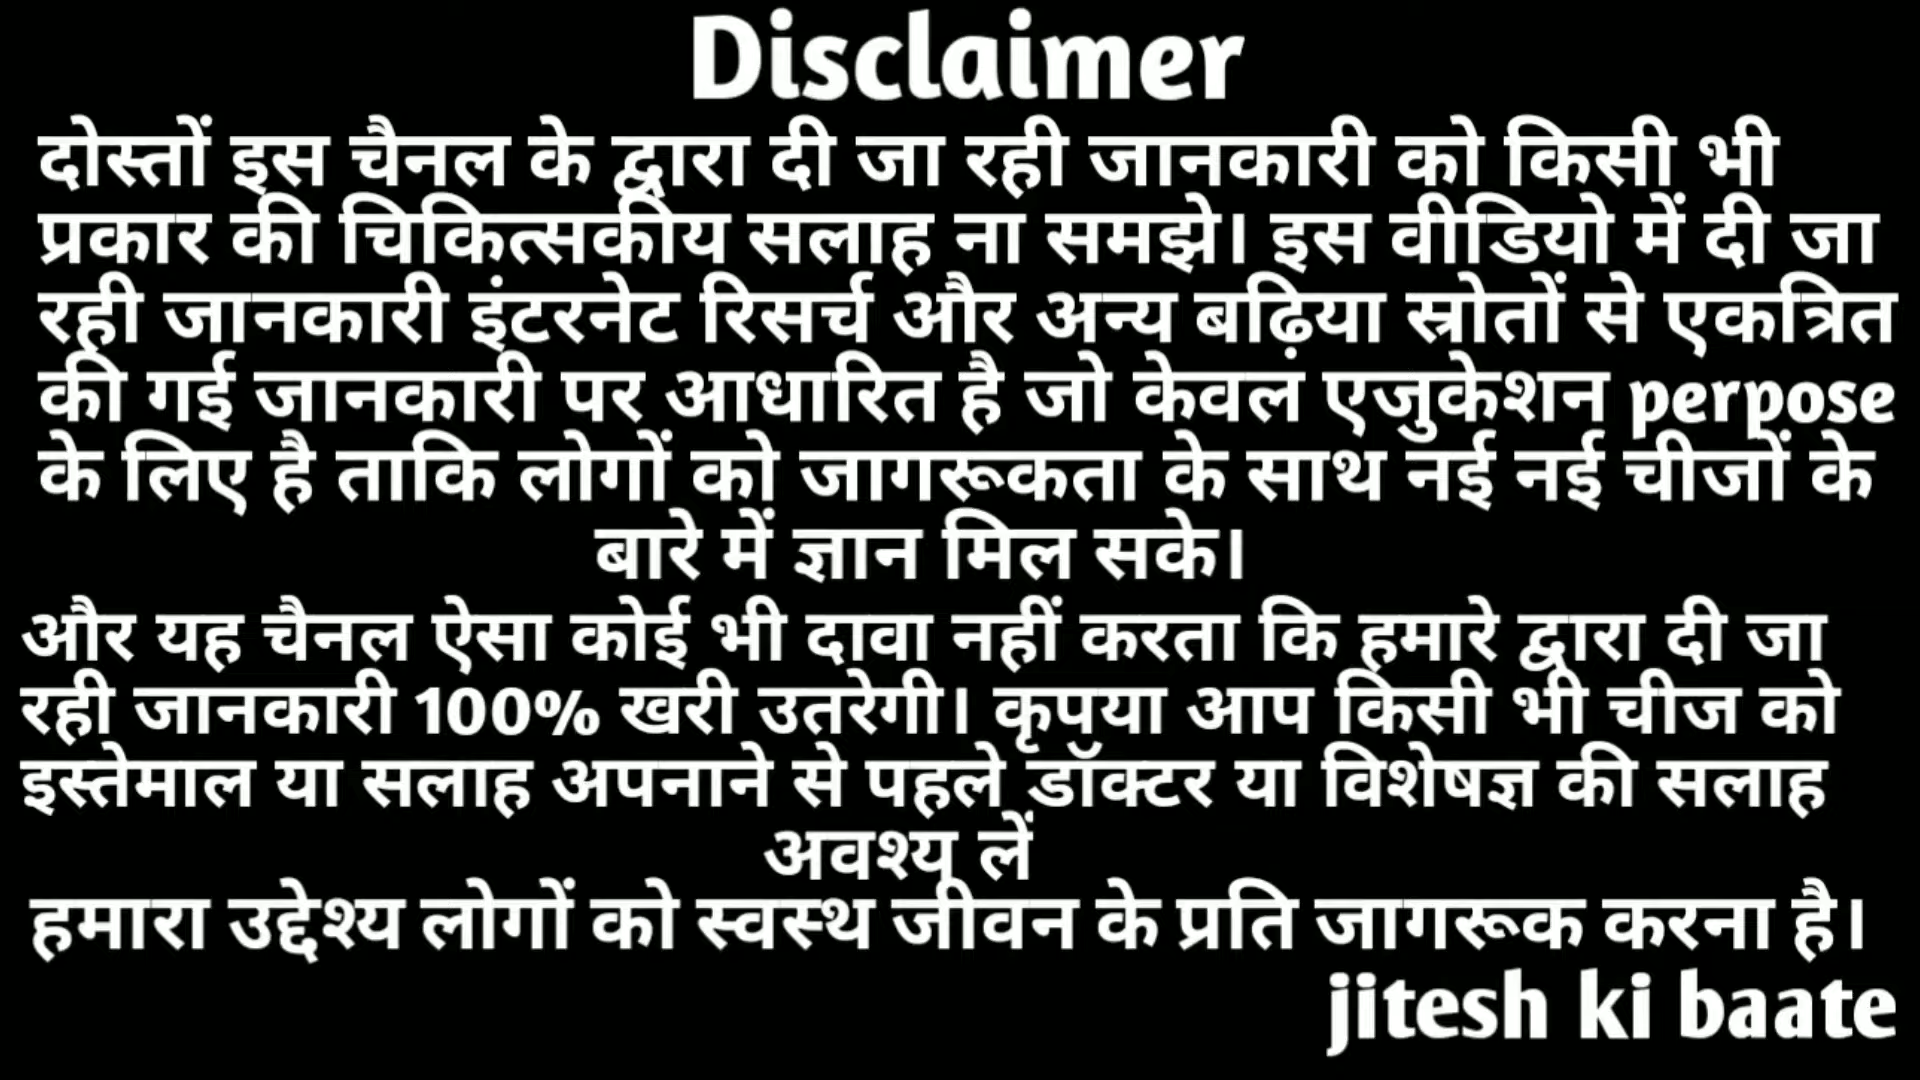 Disclaimer
दोस्तों इस चैनल के द्वारा दी जा रही जानकारी को किसी भी
प्रकार की चिकित्सकीय सलाह ना समझे। इस वीडियो में दी जा
रही जानकारी इंटरनेट रिसर्च और अन्य बढ़िया स्रोतों से एकत्रित
की गई जानकारी पर आधारित है जो केवल एजुकेशन perpose
के लिए है ताकि लोगों को जागरूकता के साथ नई नई चीजों के
बारे में ज्ञान मिल सके।
और यह चैनल ऐसा कोई भी दावा नहीं करता कि हमारे द्वारा दी जा
रही जानकारी 100% खरी उतरेगी। कृपया आप किसी भी चीज को
इस्तेमाल या सलाह अपनाने से पहले डॉक्टर या विशेषज्ञ की सलाह
अवश्य लें
हमारा उद्देश्य लोगों को स्वस्थ जीवन के प्रति जागरूक करना है।
jitesh ki baate